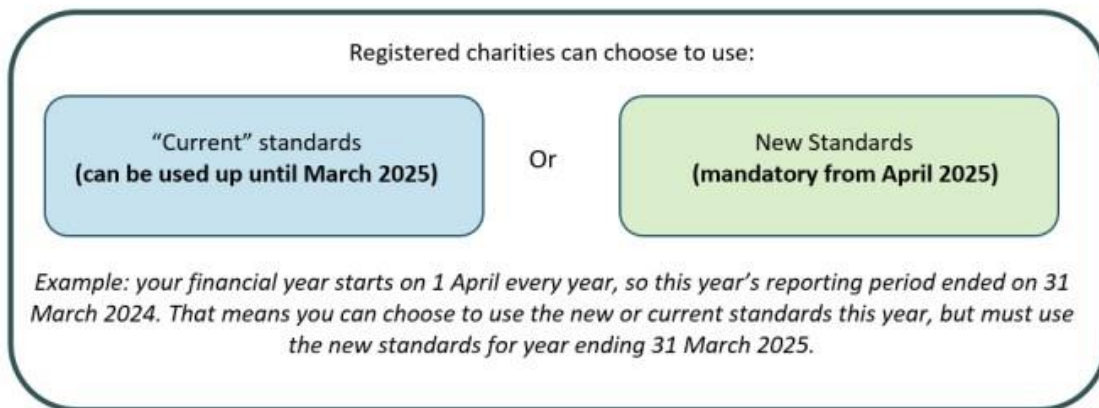 Registered charities can choose to use:
“Current” standards
(can be used up until March 2025)
Or
New Standards
(mandatory from April 2025)
Example: your financial year starts on 1 April every year, so this year’s reporting period ended on 31
March 2024. That means you can choose to use the new or current standards this year, but must use
the new standards for year ending 31 March 2025.